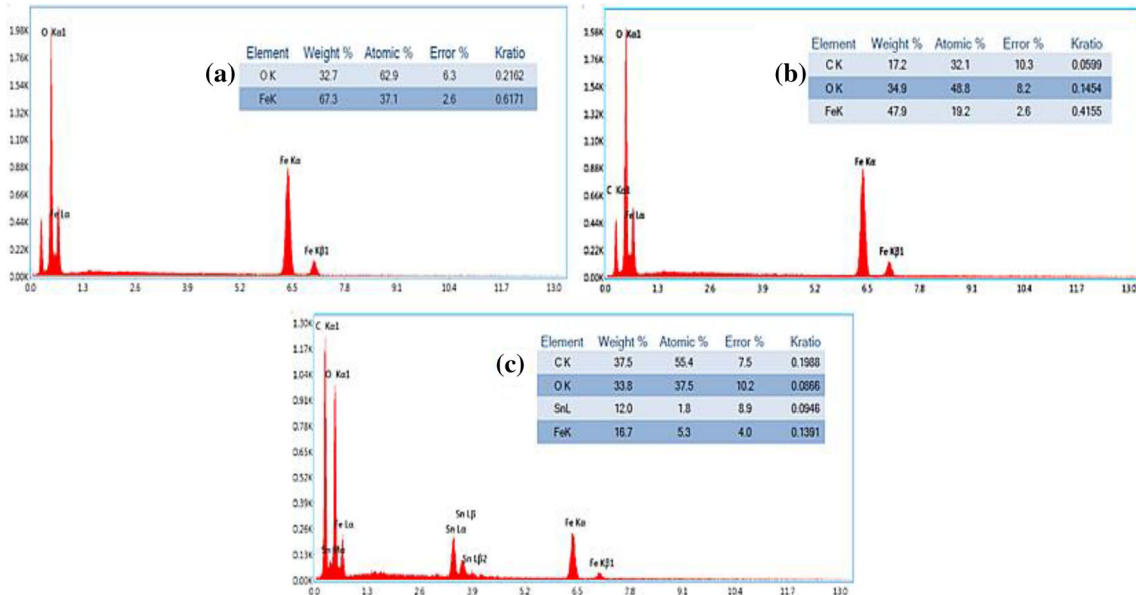 (a)
1.98K
1.76K
1.54K
1.32K
1.10K
0.88K
0.66K
0.44K
0.22K
0.00K
O Kα1
Fe Lα
Fe Kα
Fe Kβ1
Element Weight % Atomic % Error % Kratio
O K 32.7 62.9 6.3 0.2162
FeK 67.3 37.1 2.6 0.6171
0.0 1.3 2.6 3.9 5.2 6.5 7.8 9.1 10.4 11.7 13.0
(b)
1.58K
1.76K
1.54K
1.32K
1.10K
0.88K
0.66K
0.44K
0.22K
0.00K
O Kα1
C Kα1
Fe Lα
Fe Kα
Fe Kβ1
Element Weight % Atomic % Error % Kratio
C K 17.2 32.1 10.3 0.0599
O K 34.9 48.8 8.2 0.1454
FeK 47.9 19.2 2.6 0.4155
0.0 1.3 2.6 3.9 5.2 6.5 7.8 9.1 10.4 11.7 13.0
(c)
1.30K
1.17K
1.04K
0.91K
0.78K
0.65K
0.52K
0.39K
0.26K
0.13K
0.00K
C Kα1
O Kα1
Fe Lα
Sn Mα
Sn Lβ
Sn Lα
Sn Lβ2
Fe Kα
Fe Kβ1
Element Weight % Atomic % Error % Kratio
C K 37.5 55.4 7.5 0.1988
O K 33.8 37.5 10.2 0.0866
SnL 12.0 1.8 8.9 0.0946
FeK 16.7 5.3 4.0 0.1391
0.0 1.3 2.6 3.9 5.2 6.5 7.8 9.1 10.4 11.7 13.0